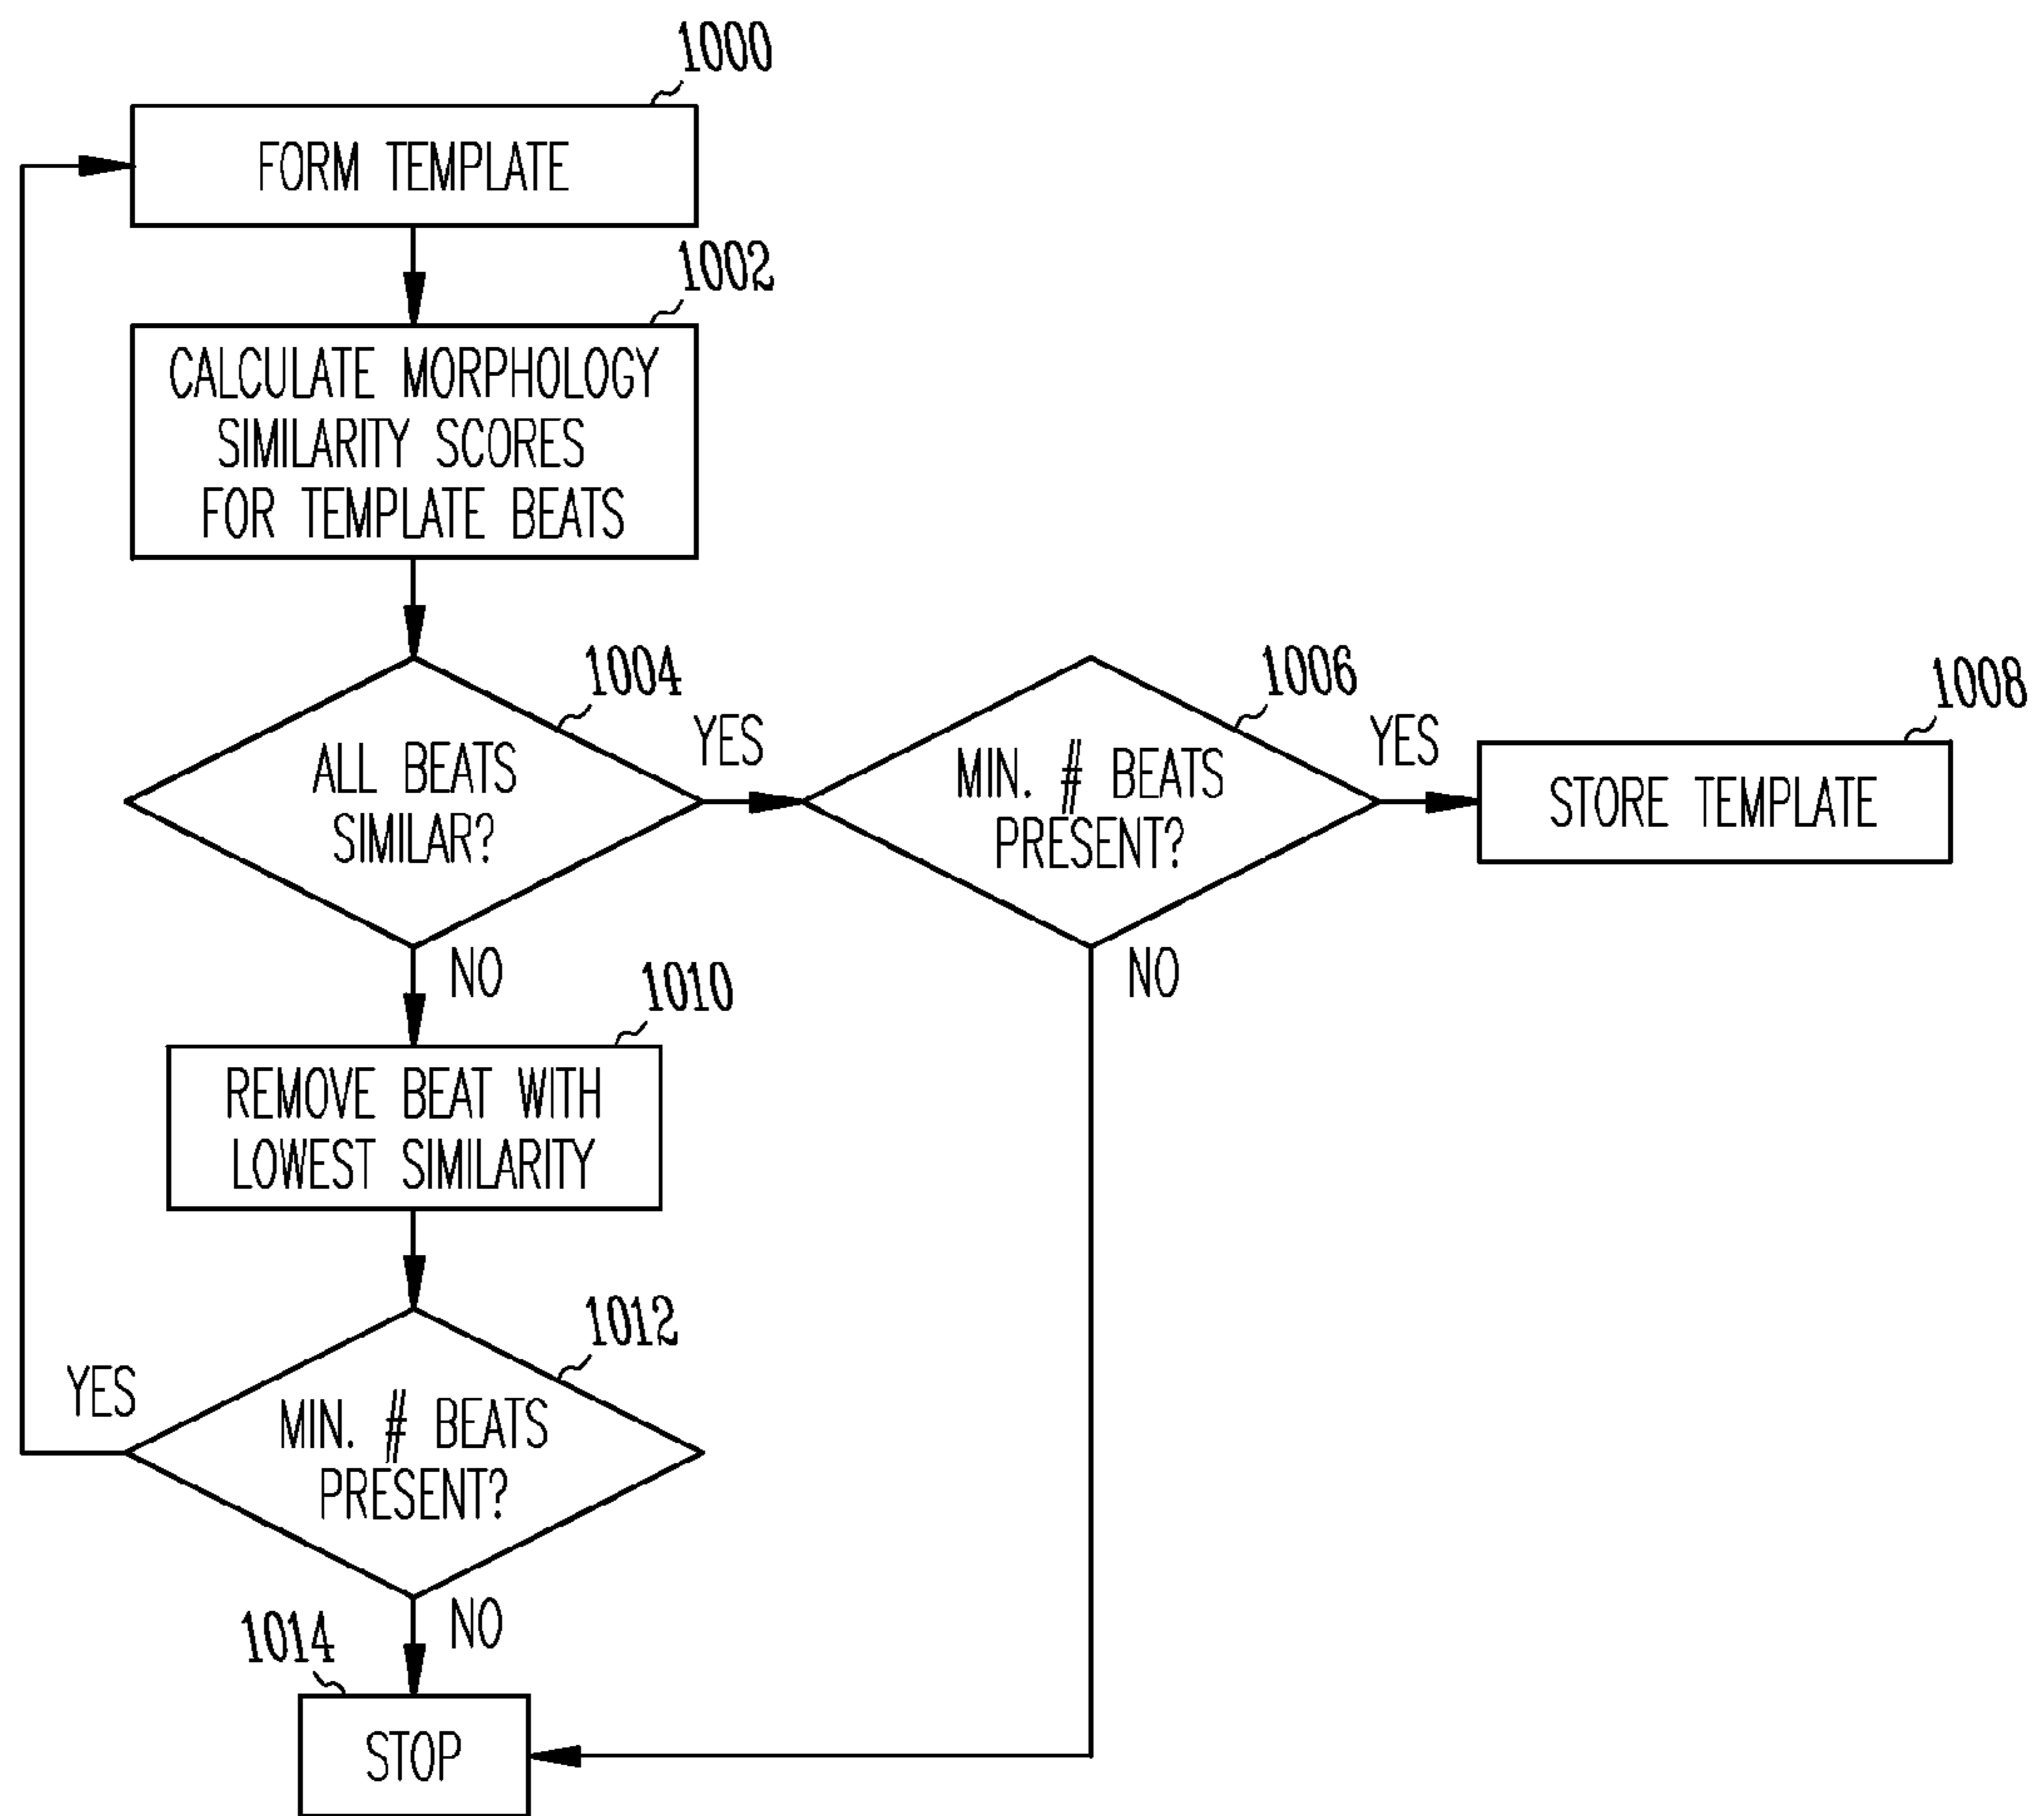 1000
FORM TEMPLATE
1002
CALCULATE MORPHOLOGY
SIMILARITY SCORES
FOR TEMPLATE BEATS
1004
ALL BEATS
SIMILAR?
YES
1006
MIN. # BEATS
PRESENT?
YES
1008
STORE TEMPLATE
NO
NO
1010
REMOVE BEAT WITH
LOWEST SIMILARITY
1012
MIN. # BEATS
PRESENT?
YES
NO
1014
STOP